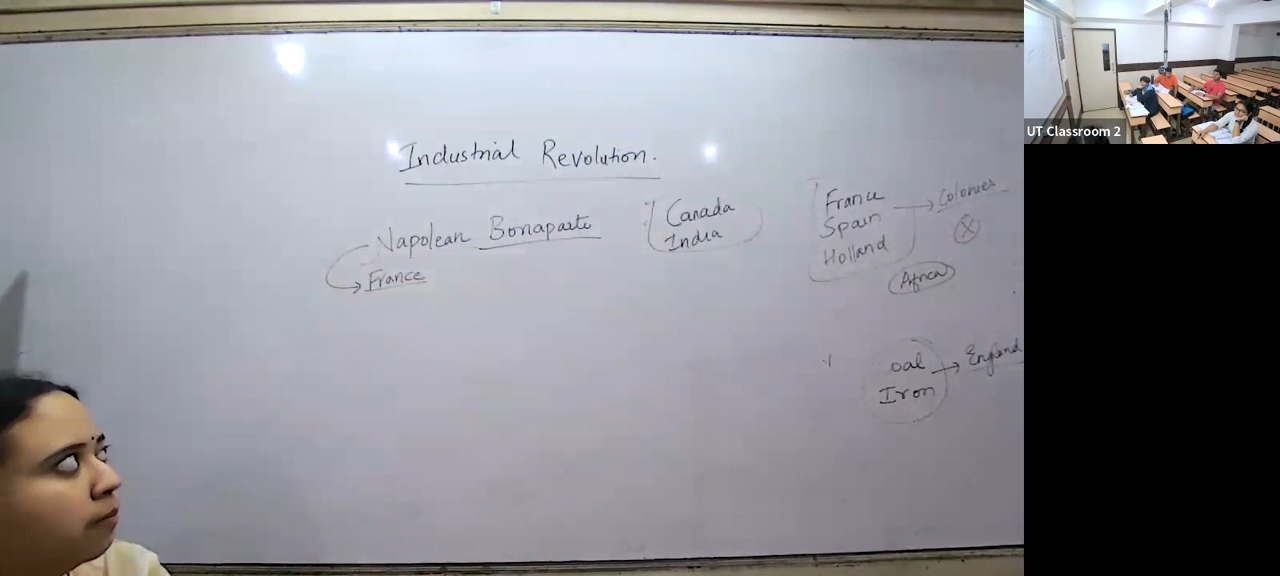 Industrial Revolution.
Napolean Bonaparte
France
Canada
India
France → Colonies
Spain
Holland
Africa
oal → England
Iron
UT Classroom 2